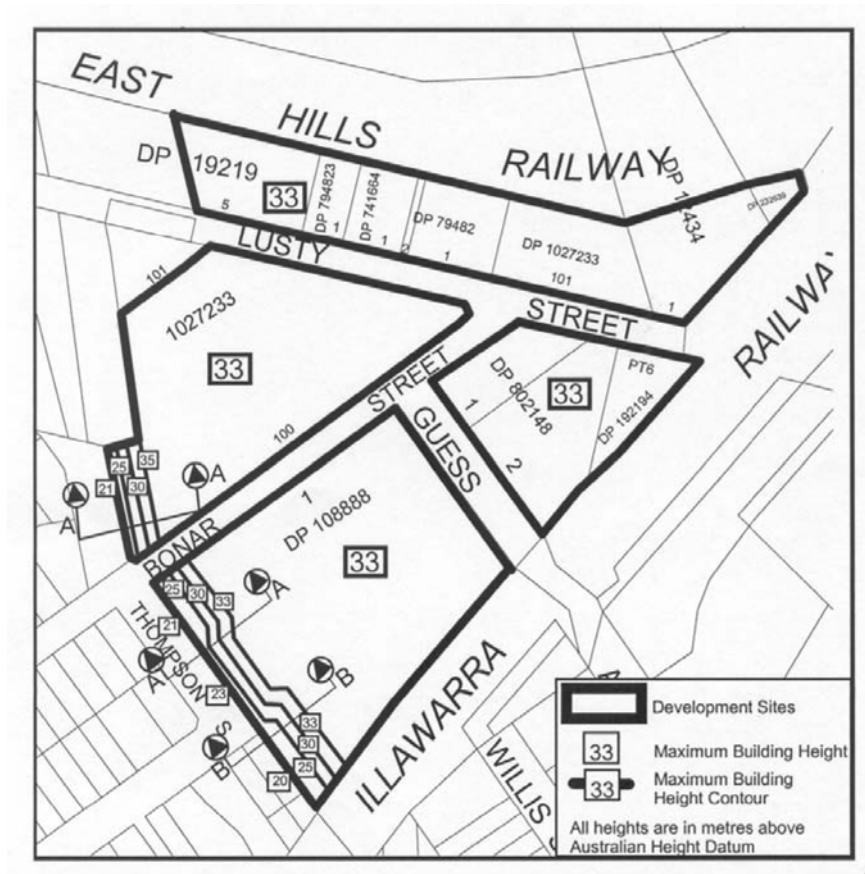 EAST
HILLS
RAILWAY
DP 19219
33
5
DP 794823
1
DP 741664
1
2
DP 79482
1
DP 1027233
101
1
LUSTY
STREET
RAILWAY
101
1027233
33
100
STREET
DP 802148
1
2
33
PT6
DP 192194
GUESS
35
25
30
21
A
A
BONAR
1
DP 108888
33
25
30
33
A
21
A
THOMPSON S
23
B
B
33
30
25
20
ILLAWARRA
WILLIS
Development Sites
33 Maximum Building Height
33 Maximum Building
Height Contour
All heights are in metres above
Australian Height Datum